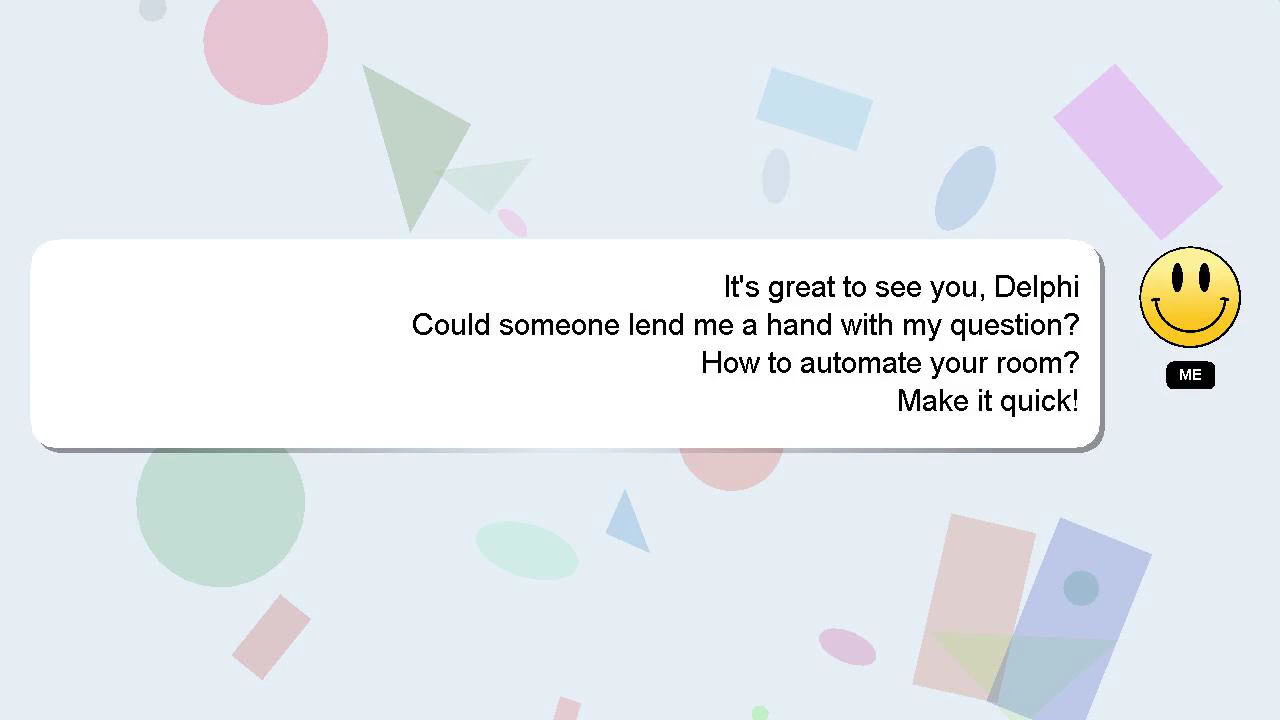 It's great to see you, Delphi
Could someone lend me a hand with my question?
How to automate your room?
Make it quick!
ME